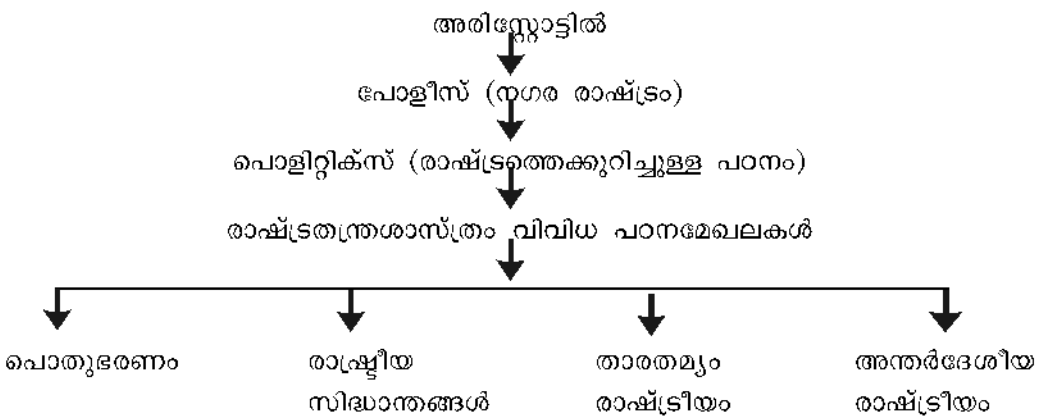 അരിസ്റ്റോട്ടിൽ
പോളീസ് (നഗര രാഷ്ട്രം)
പൊളിറ്റിക്സ് (രാഷ്ട്രത്തെക്കുറിച്ചുള്ള പഠനം)
രാഷ്ട്രതന്ത്രശാസ്ത്രം വിവിധ പഠനമേഖലകൾ
പൊതുഭരണം
രാഷ്ട്രീയ
സിദ്ധാന്തങ്ങൾ
താരതമ്യം
രാഷ്ട്രീയം
അന്തർദേശീയ
രാഷ്ട്രീയം